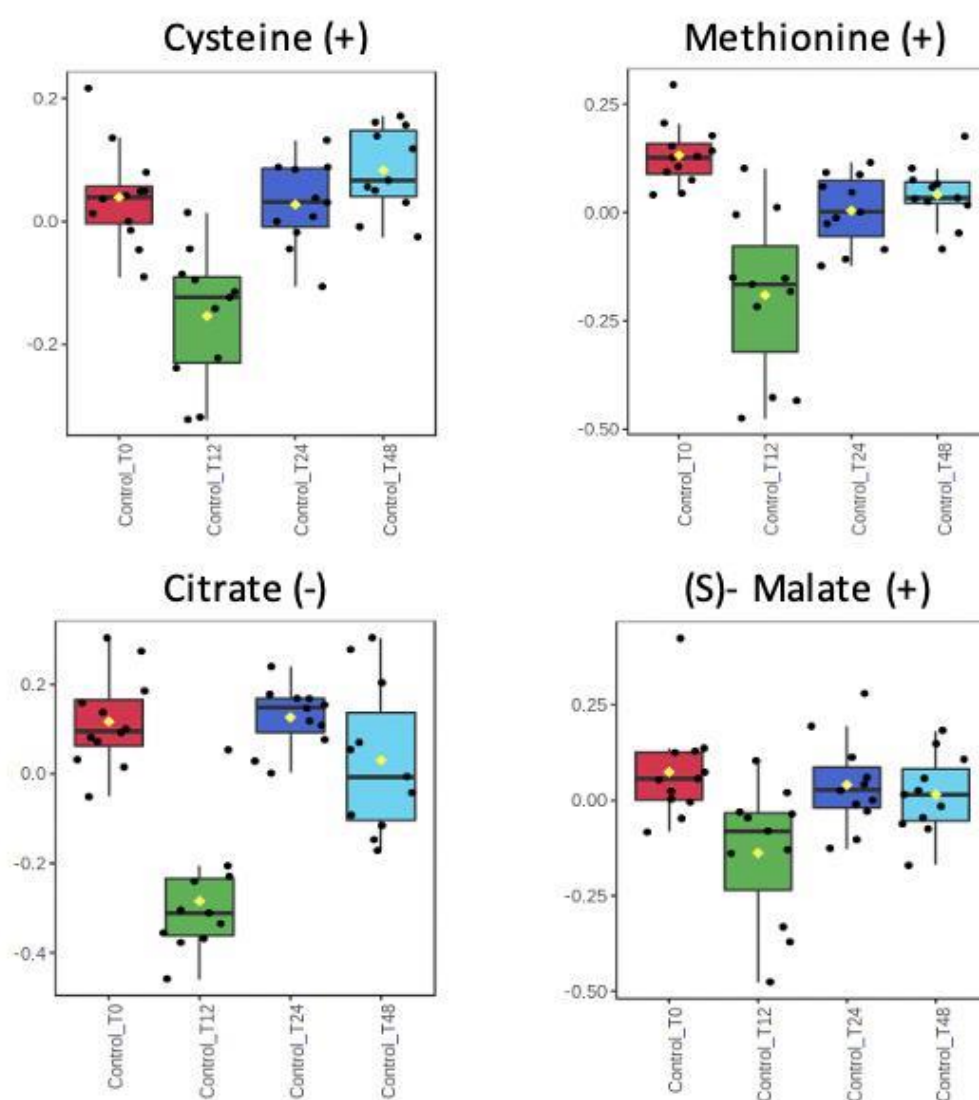 Cysteine (+)
0.2
0.0
-0.2
Control_T0
Control_T12
Control_T24
Control_T48
Methionine (+)
0.25
0.00
-0.25
-0.50
Control_T0
Control_T12
Control_T24
Control_T48
Citrate (-)
0.2
0.0
-0.2
-0.4
Control_T0
Control_T12
Control_T24
Control_T48
(S)- Malate (+)
0.25
0.00
-0.25
-0.50
Control_T0
Control_T12
Control_T24
Control_T48